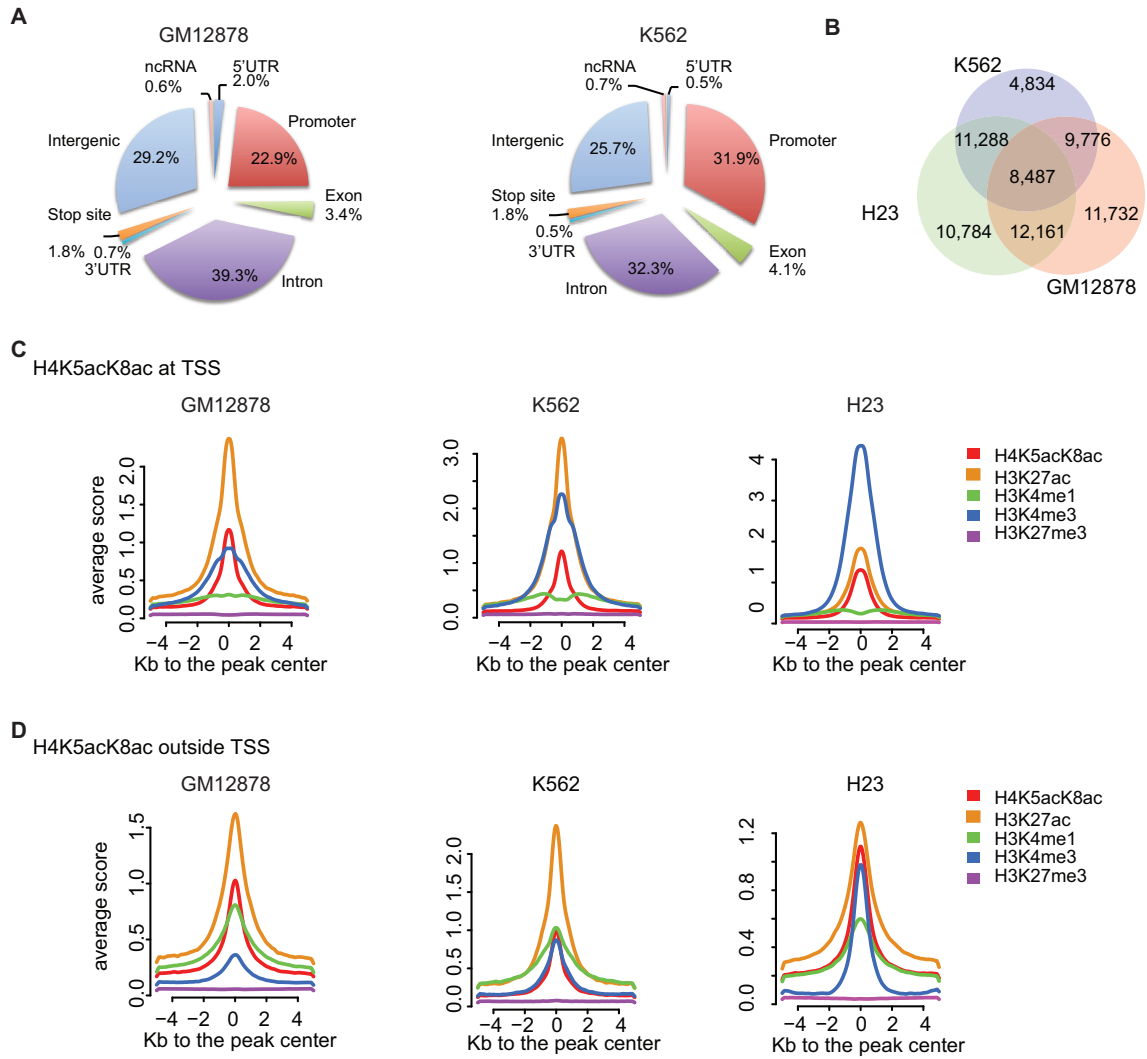 A
GM12878
ncRNA
0.6%
5'UTR
2.0%
Promoter
22.9%
Exon
3.4%
Intron
39.3%
3'UTR
0.7%
Stop site
1.8%
Intergenic
29.2%
K562
ncRNA
0.7%
5'UTR
0.5%
Promoter
31.9%
Exon
4.1%
Intron
32.3%
3'UTR
0.5%
Stop site
1.8%
Intergenic
25.7%
B
K562
4,834
11,288
9,776
8,487
H23
10,784
12,161
11,732
GM12878
C
H4K5acK8ac at TSS
GM12878
average score
0.0 0.5 1.0 1.5 2.0
−4 −2 0 2 4
Kb to the peak center
K562
0.0 1.0 2.0 3.0
−4 −2 0 2 4
Kb to the peak center
H23
0 1 2 3 4
−4 −2 0 2 4
Kb to the peak center
H4K5acK8ac
H3K27ac
H3K4me1
H3K4me3
H3K27me3
D
H4K5acK8ac outside TSS
GM12878
average score
0.0 0.5 1.0 1.5
−4 −2 0 2 4
Kb to the peak center
K562
0.0 0.5 1.0 1.5 2.0
−4 −2 0 2 4
Kb to the peak center
H23
0.0 0.4 0.8 1.2
−4 −2 0 2 4
Kb to the peak center
H4K5acK8ac
H3K27ac
H3K4me1
H3K4me3
H3K27me3